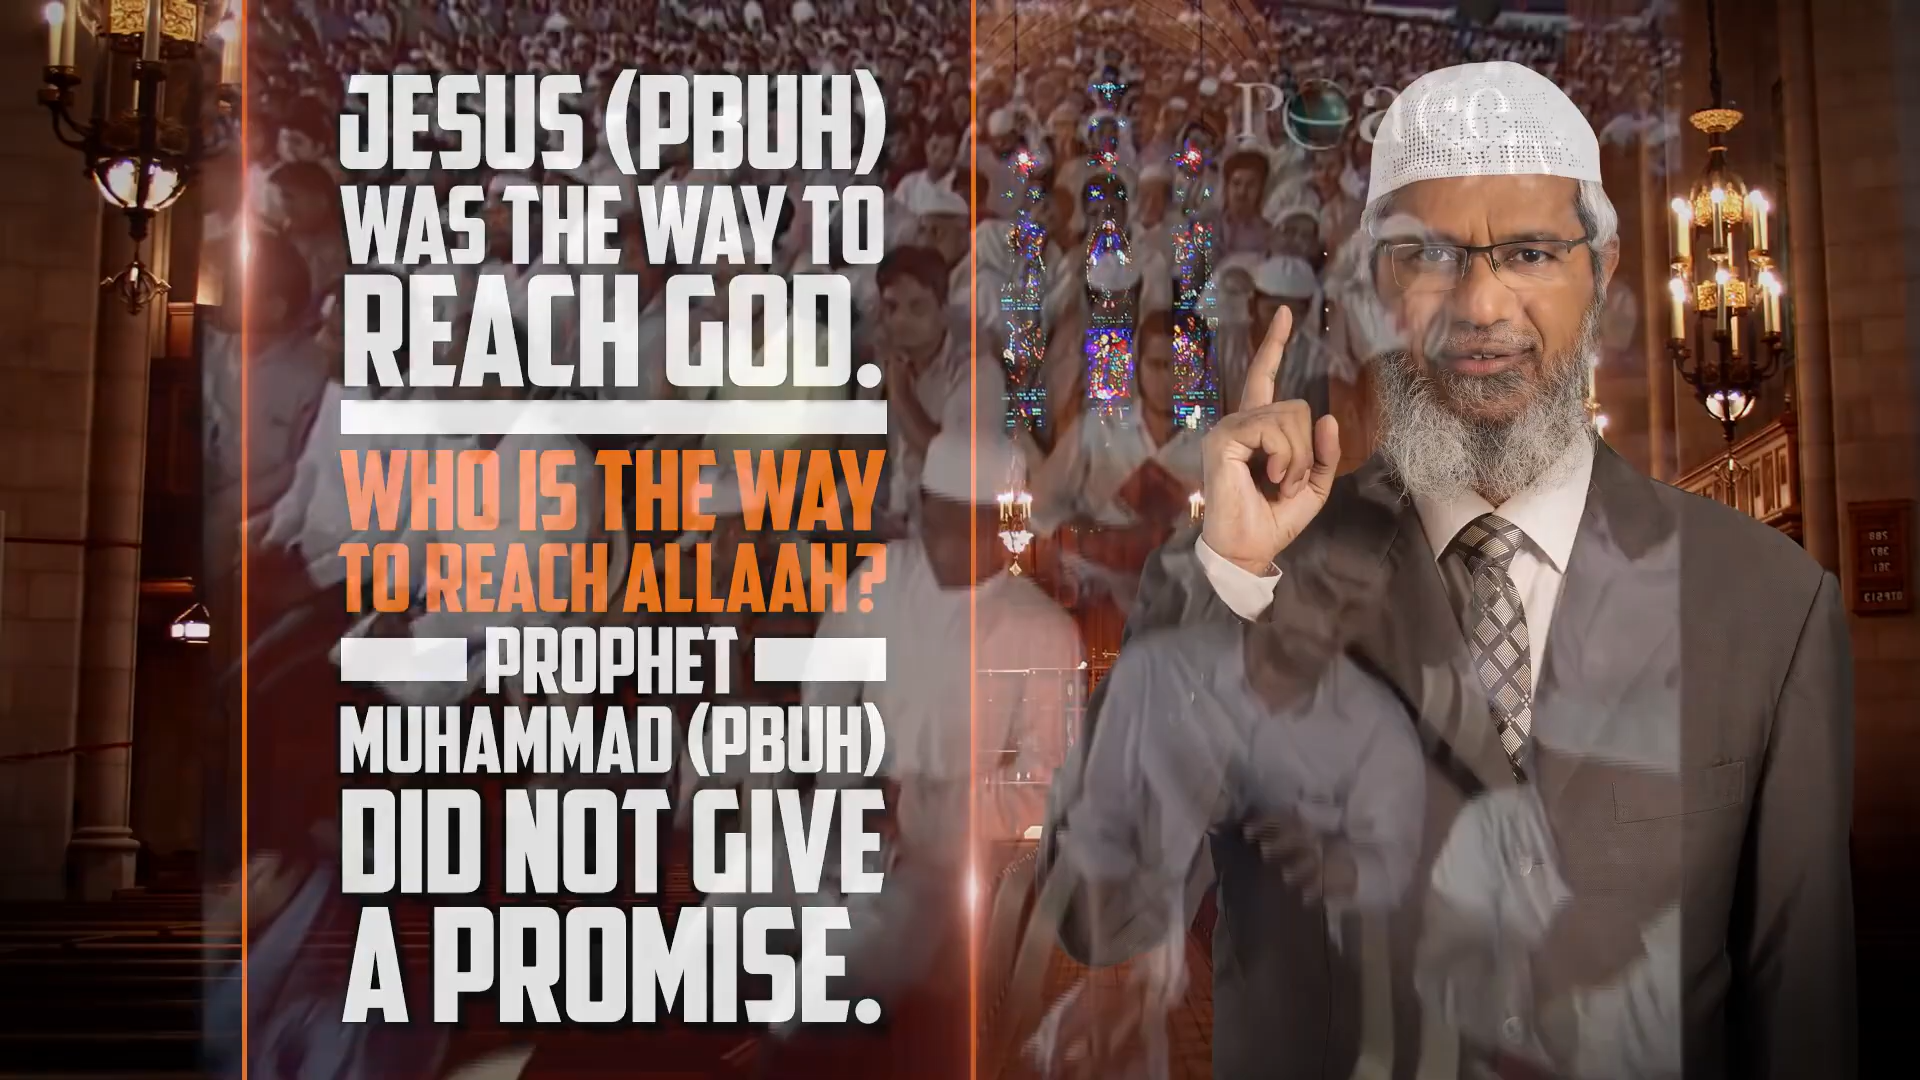 JESUS (PBUH)
WAS THE WAY TO
REACH GOD.
WHO IS THE WAY
TO REACH ALLAAH?
PROPHET
MUHAMMAD (PBUH)
DID NOT GIVE
A PROMISE.
Peace